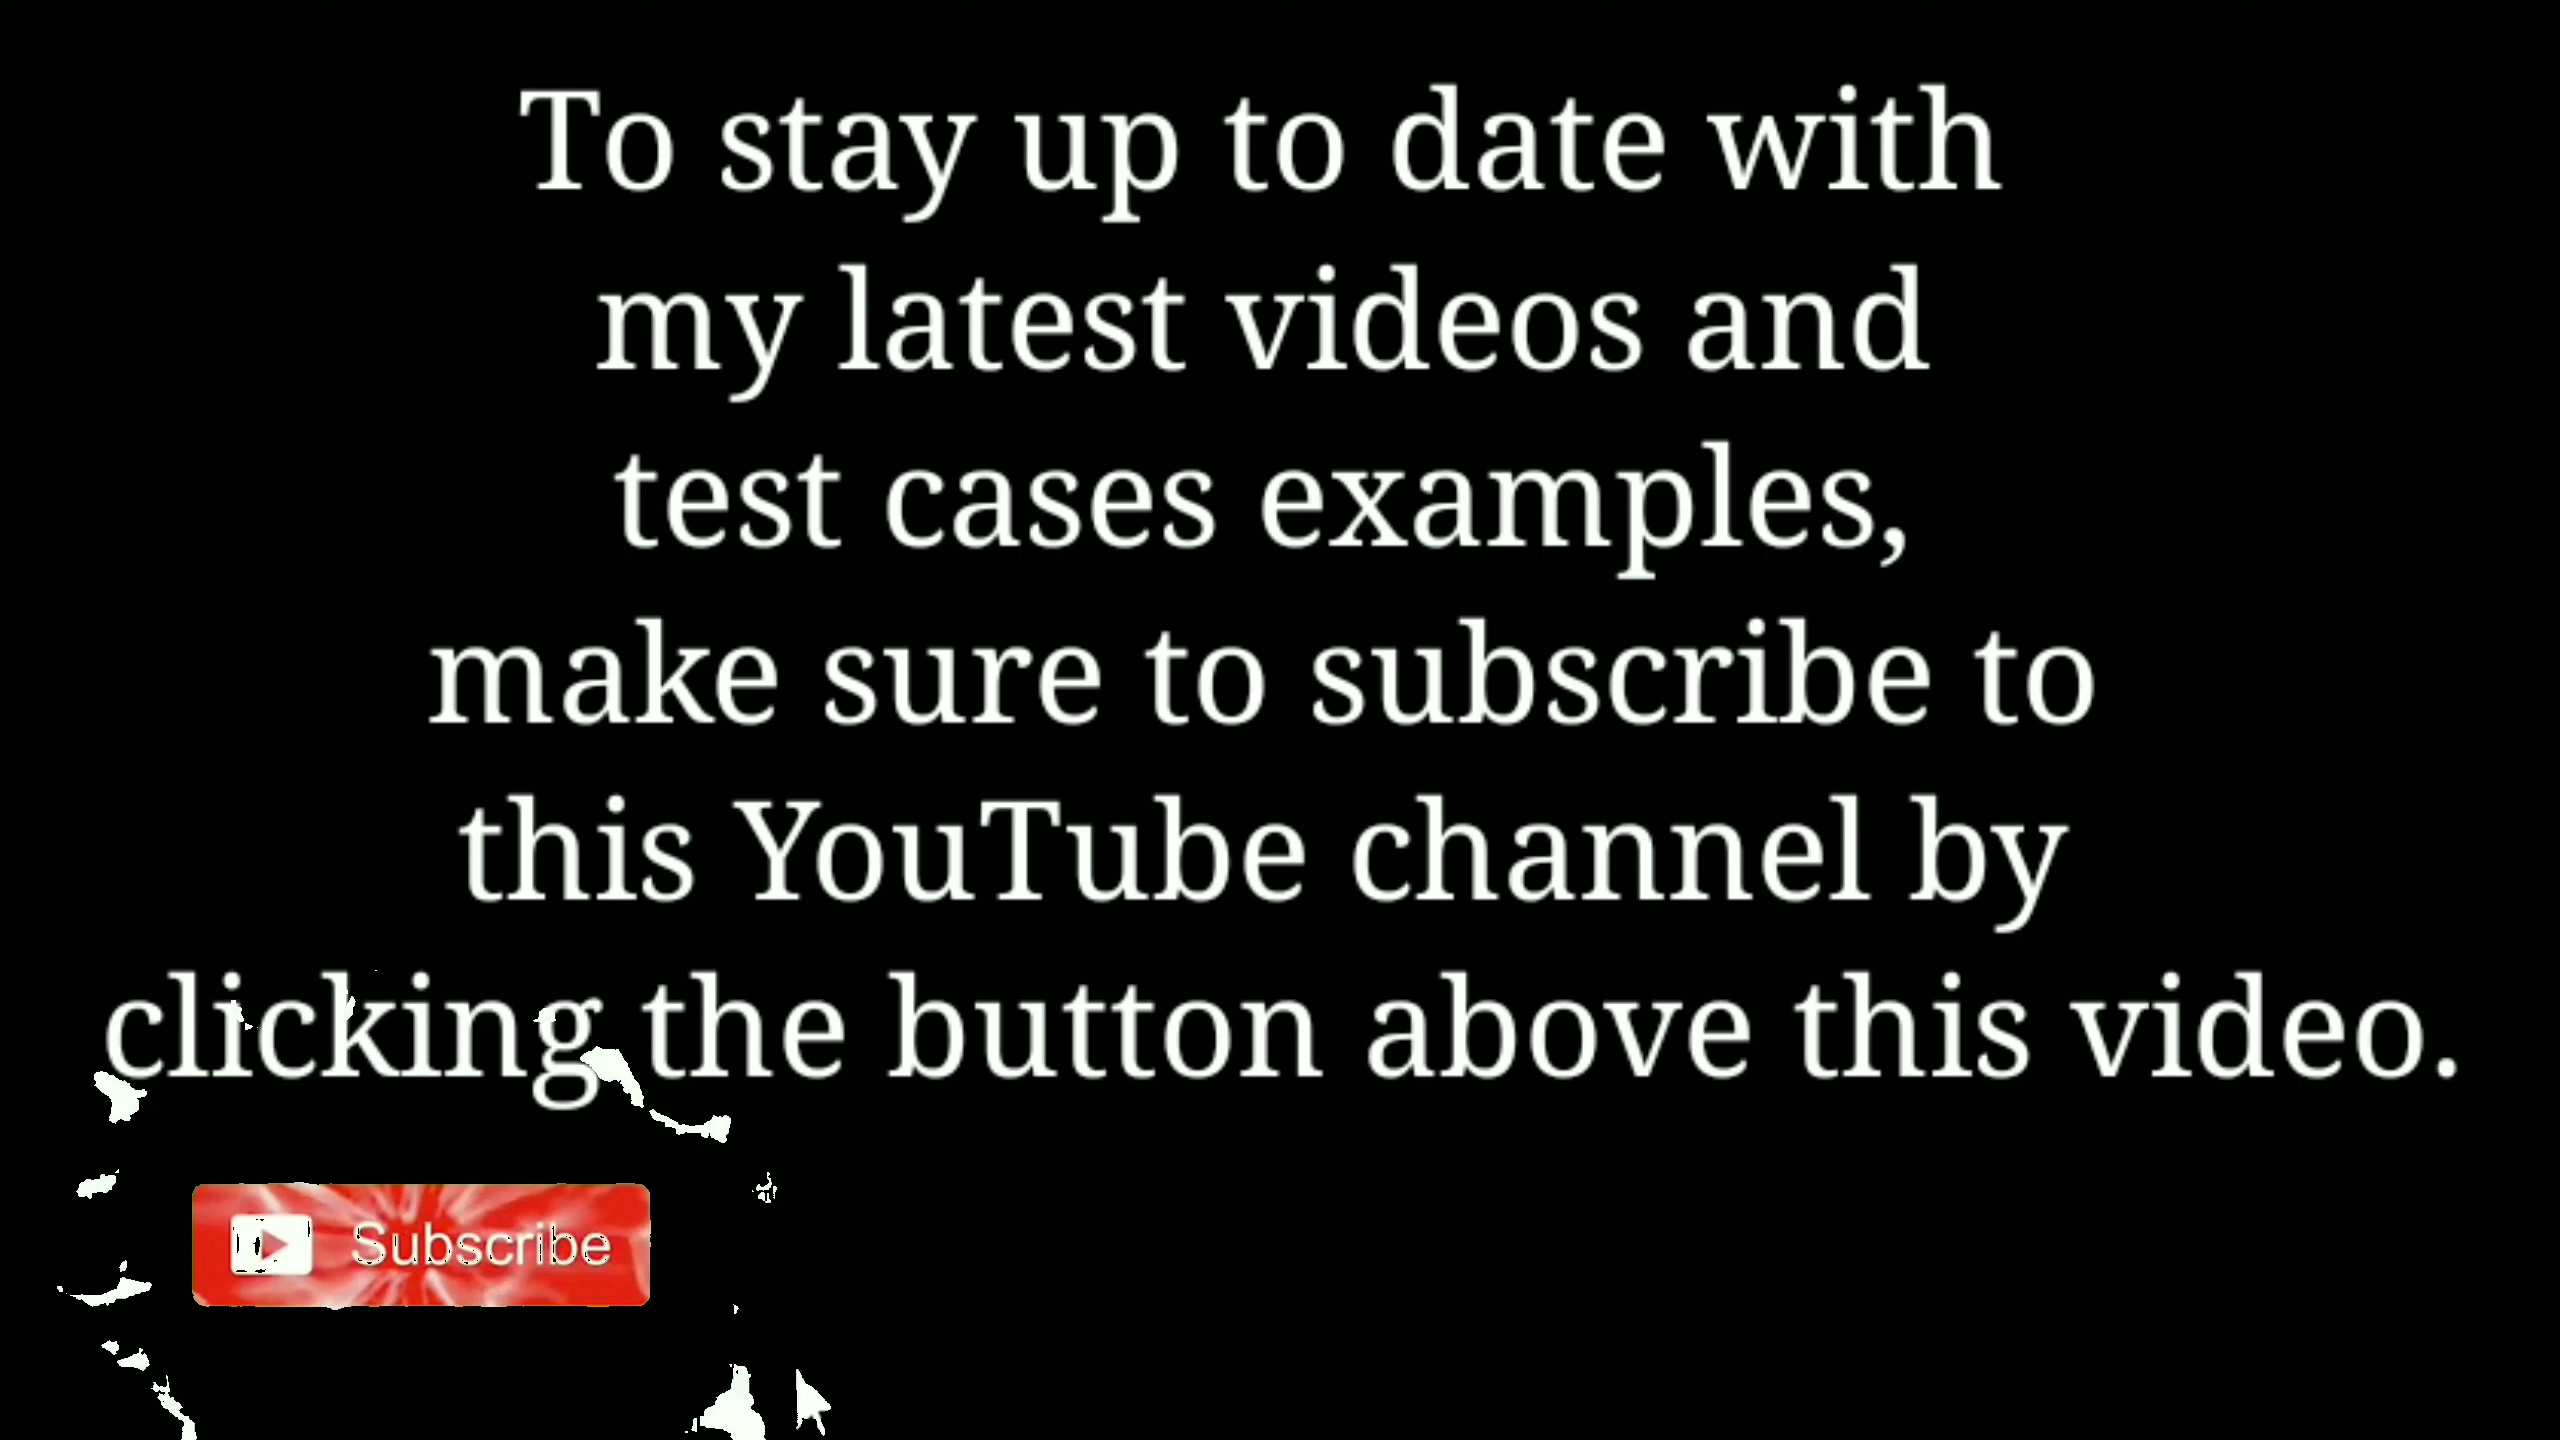 To stay up to date with
my latest videos and
test cases examples,
make sure to subscribe to
this YouTube channel by
clicking the button above this video.
Subscribe